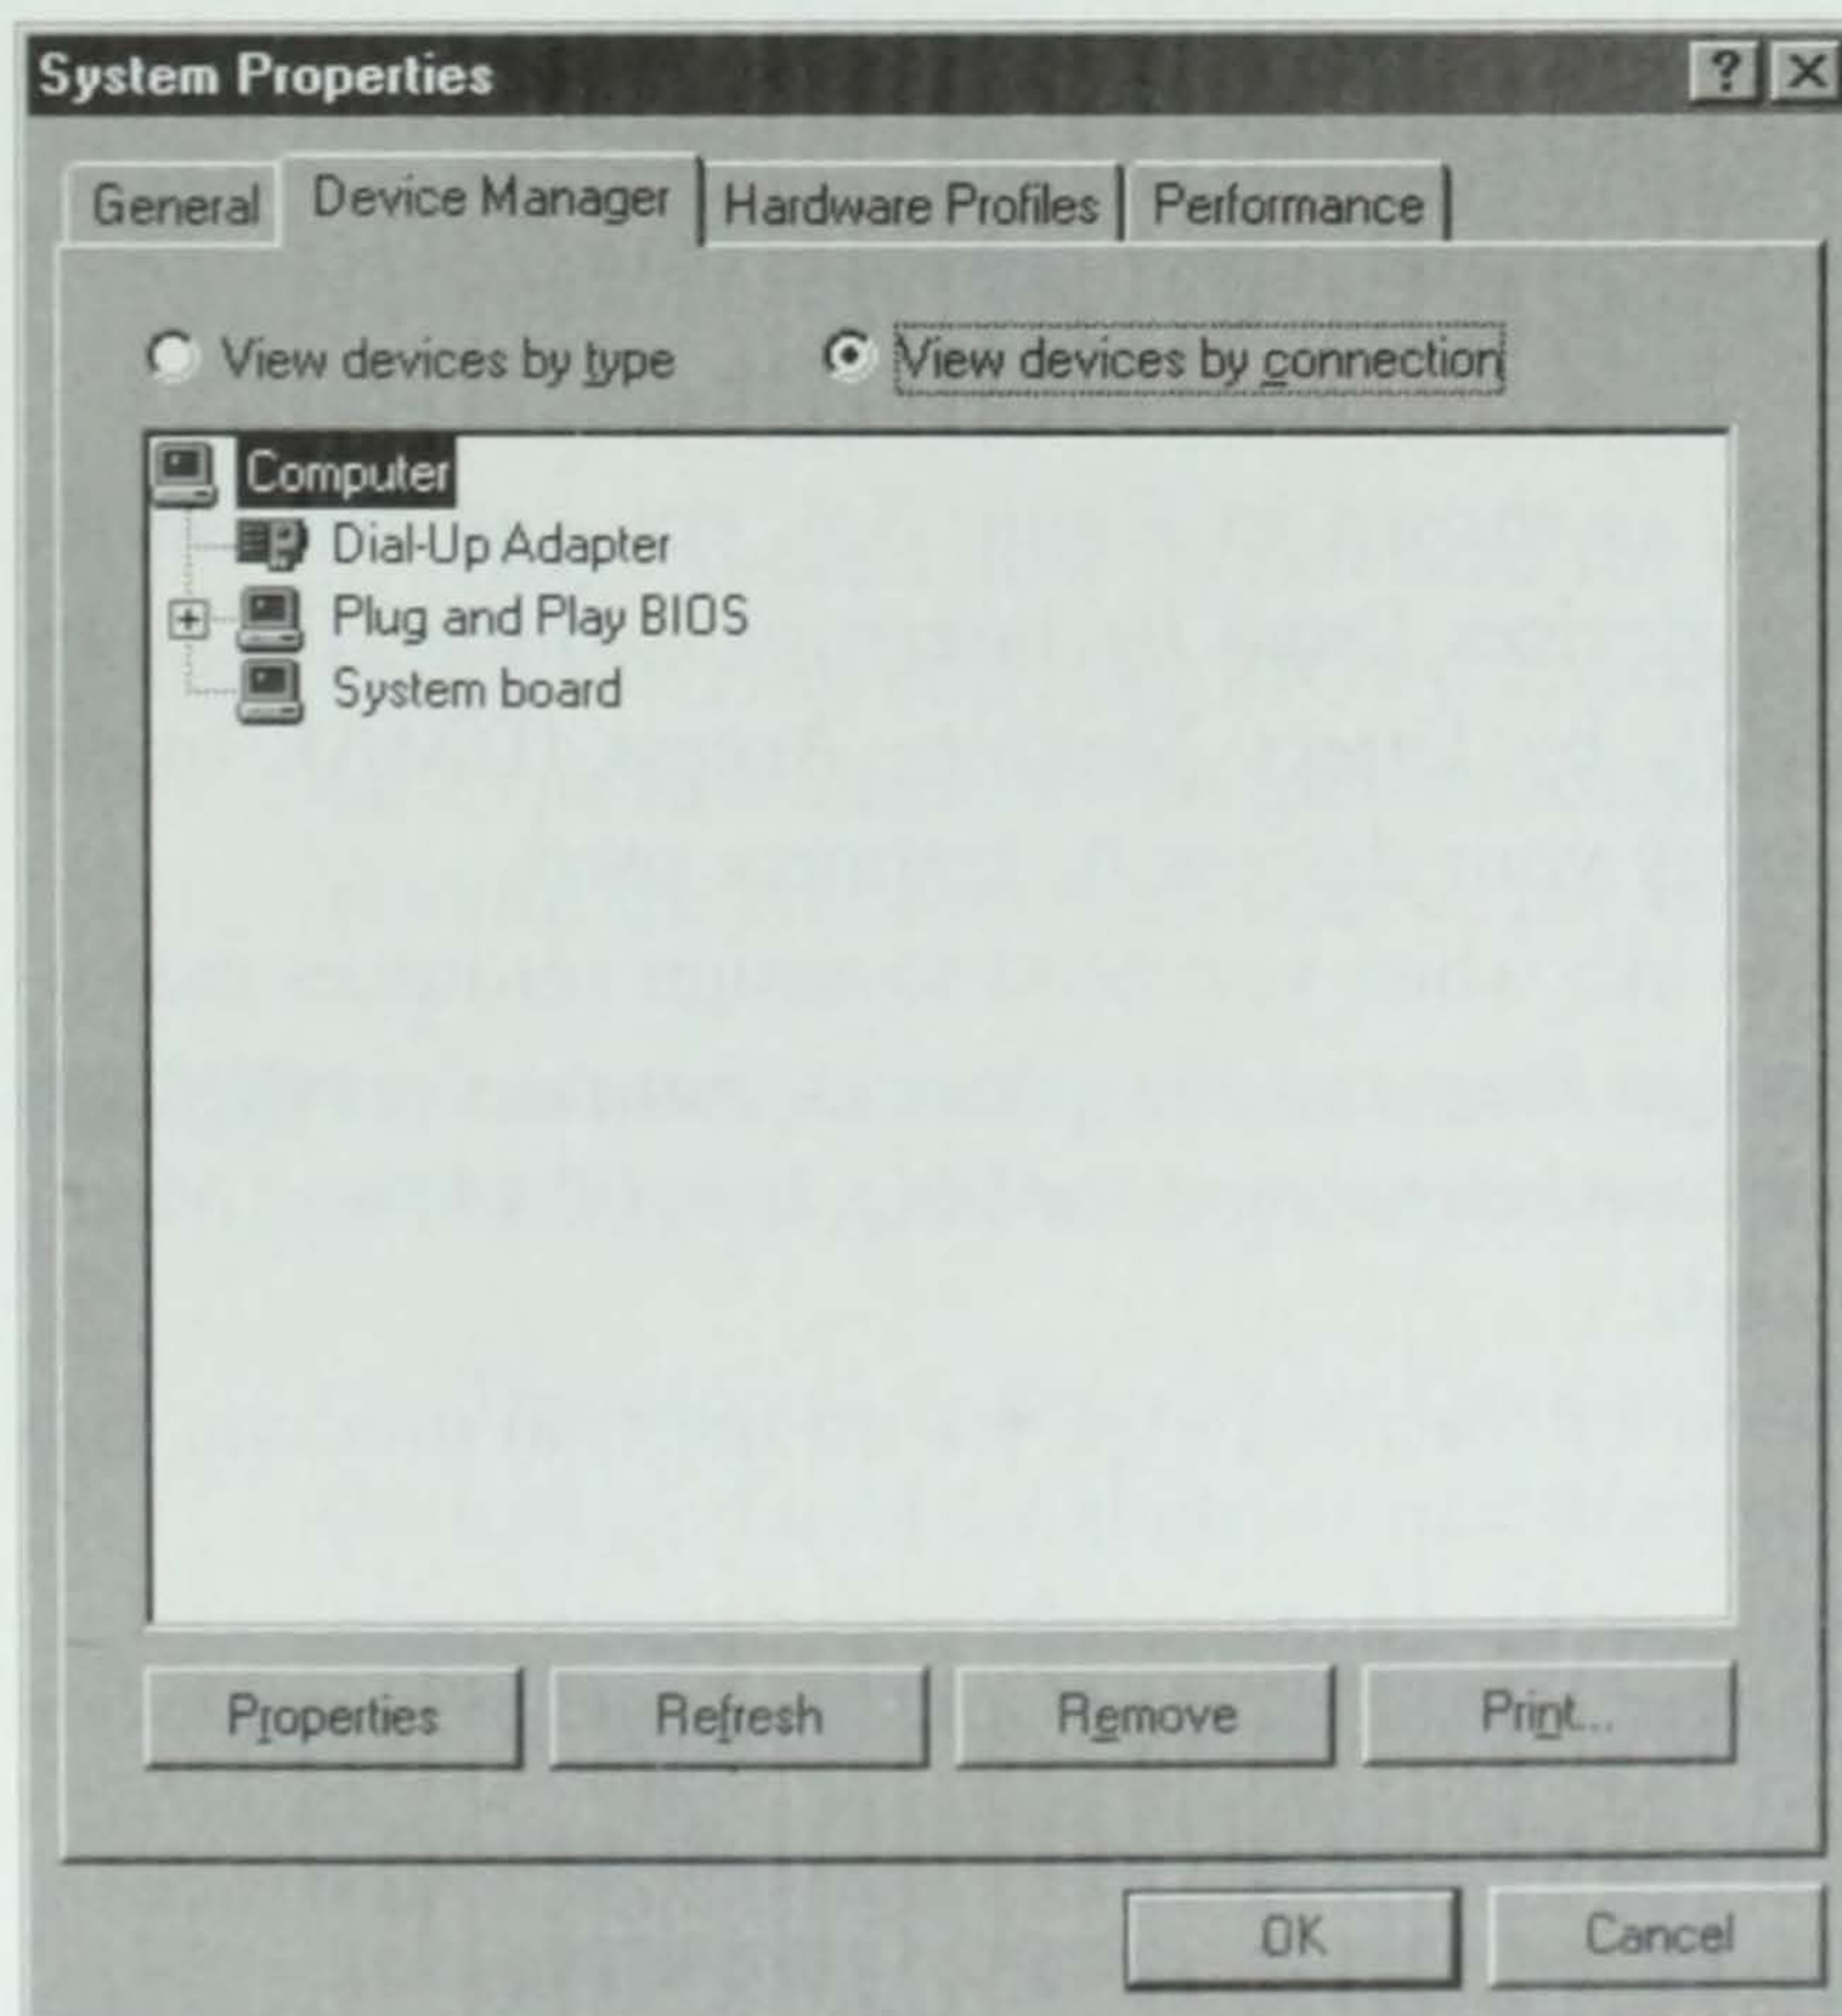 System Properties
General Device Manager Hardware Profiles Performance
View devices by type View devices by connection
Computer
Dial-Up Adapter
Plug and Play BIOS
System board
Properties Refresh Remove Print...
OK Cancel